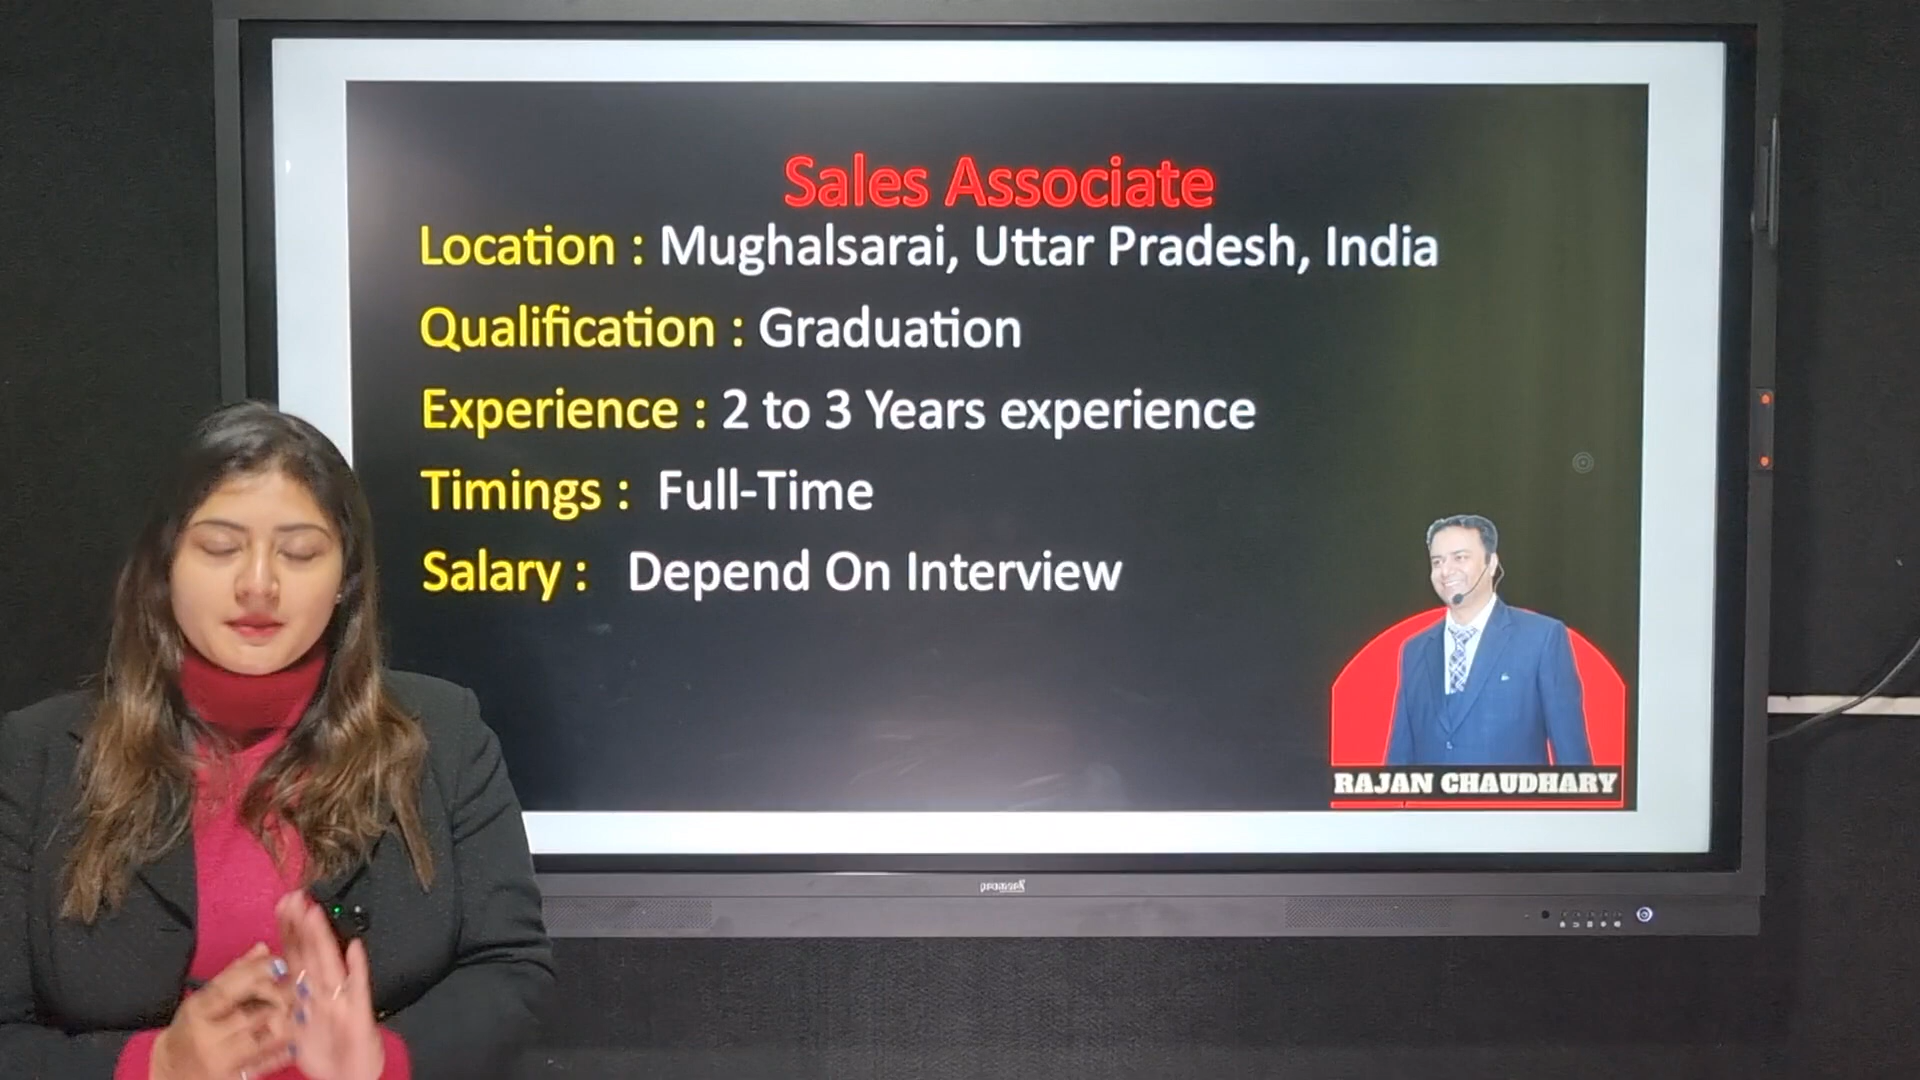 Sales Associate
Location : Mughalsarai, Uttar Pradesh, India
Qualification : Graduation
Experience : 2 to 3 Years experience
Timings : Full-Time
Salary : Depend On Interview
RAJAN CHAUDHARY
promark